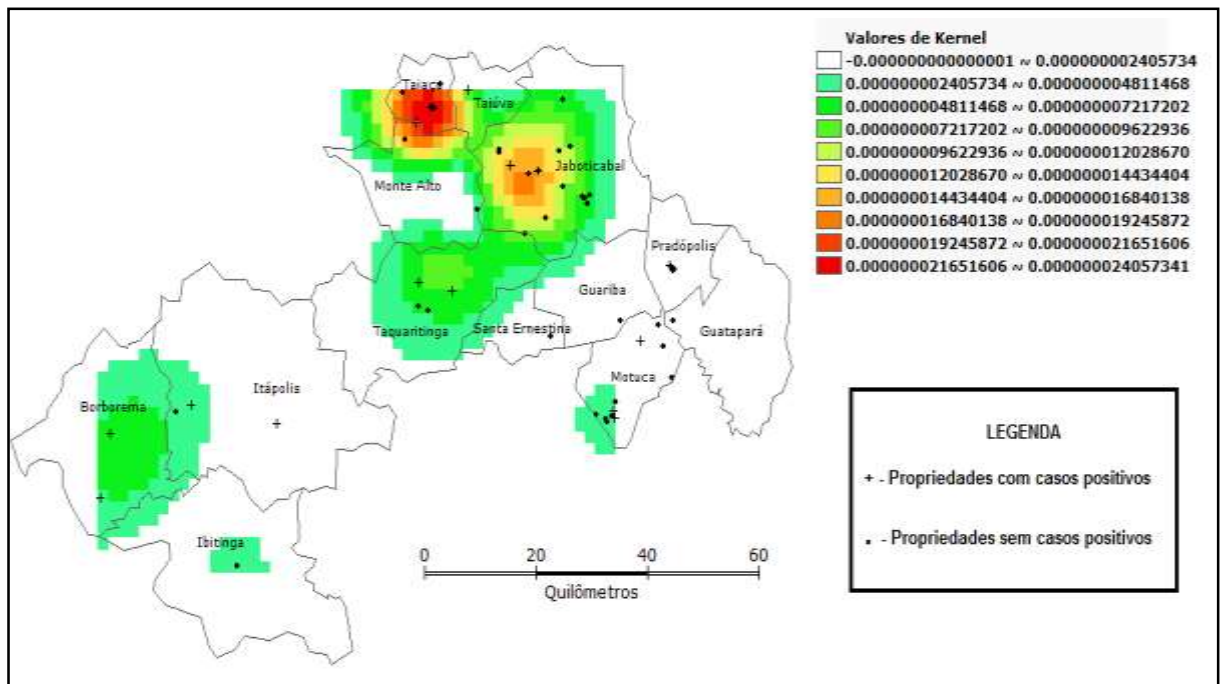 Valores de Kernel
-0.000000000000001 ~ 0.000000002405734
0.000000002405734 ~ 0.000000004811468
0.000000004811468 ~ 0.000000007217202
0.000000007217202 ~ 0.000000009622936
0.000000009622936 ~ 0.000000012028670
0.000000012028670 ~ 0.000000014434404
0.000000014434404 ~ 0.000000016840138
0.000000016840138 ~ 0.000000019245872
0.000000019245872 ~ 0.000000021651606
0.000000021651606 ~ 0.000000024057341
Taiaçu
Taiúva
Jaboticabal
Monte Alto
Pradópolis
Guariba
Taquaritinga
Santa Ernestina
Guatapará
Motuca
Itápolis
Borborema
Ibitinga
0 20 40 60
Quilômetros
LEGENDA
+ - Propriedades com casos positivos
. - Propriedades sem casos positivos